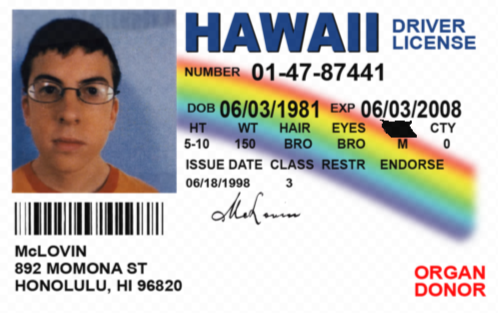 HAWAII DRIVER
LICENSE
NUMBER 01-47-87441
DOB 06/03/1981 EXP 06/03/2008
HT WT HAIR EYES CTY
5-10 150 BRO BRO M 0
ISSUE DATE CLASS RESTR ENDORSE
06/18/1998 3
McLovin
McLOVIN
892 MOMONA ST
HONOLULU, HI 96820
ORGAN
DONOR